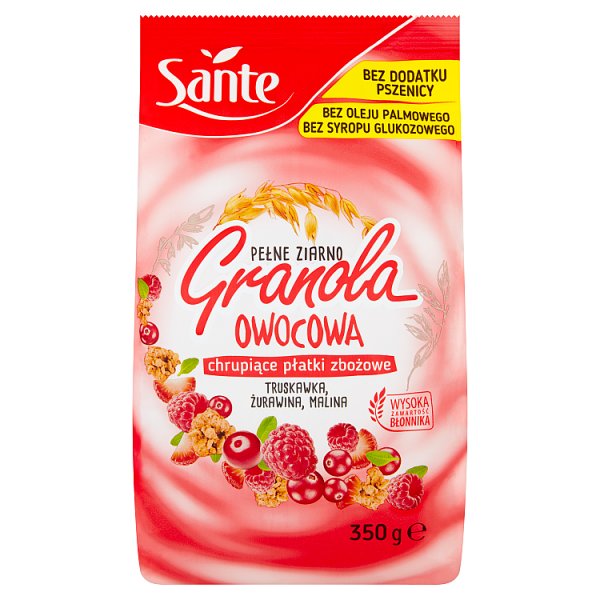 Sante
BEZ DODATKU
PSZENICY
BEZ OLEJU PALMOWEGO
BEZ SYROPU GLUKOZOWEGO
PEŁNE ZIARNO
Granola
OWOCOWA
chrupiące płatki zbożowe
TRUSKAWKA,
ŻURAWINA, MALINA
WYSOKA
ZAWARTOŚĆ
BŁONNIKA
350 g ℮